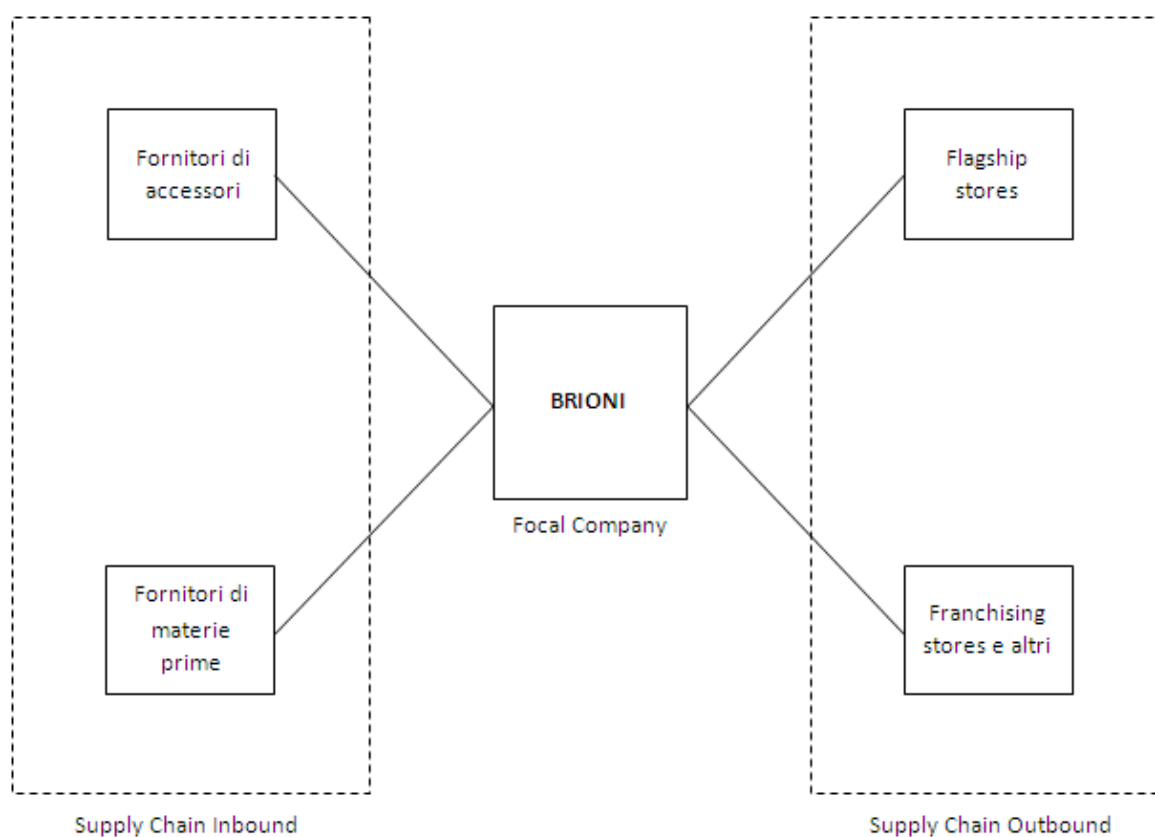 Fornitori di
accessori
Flagship
stores
BRIONI
Focal Company
Fornitori di
materie
prime
Franchising
stores e altri
Supply Chain Inbound
Supply Chain Outbound